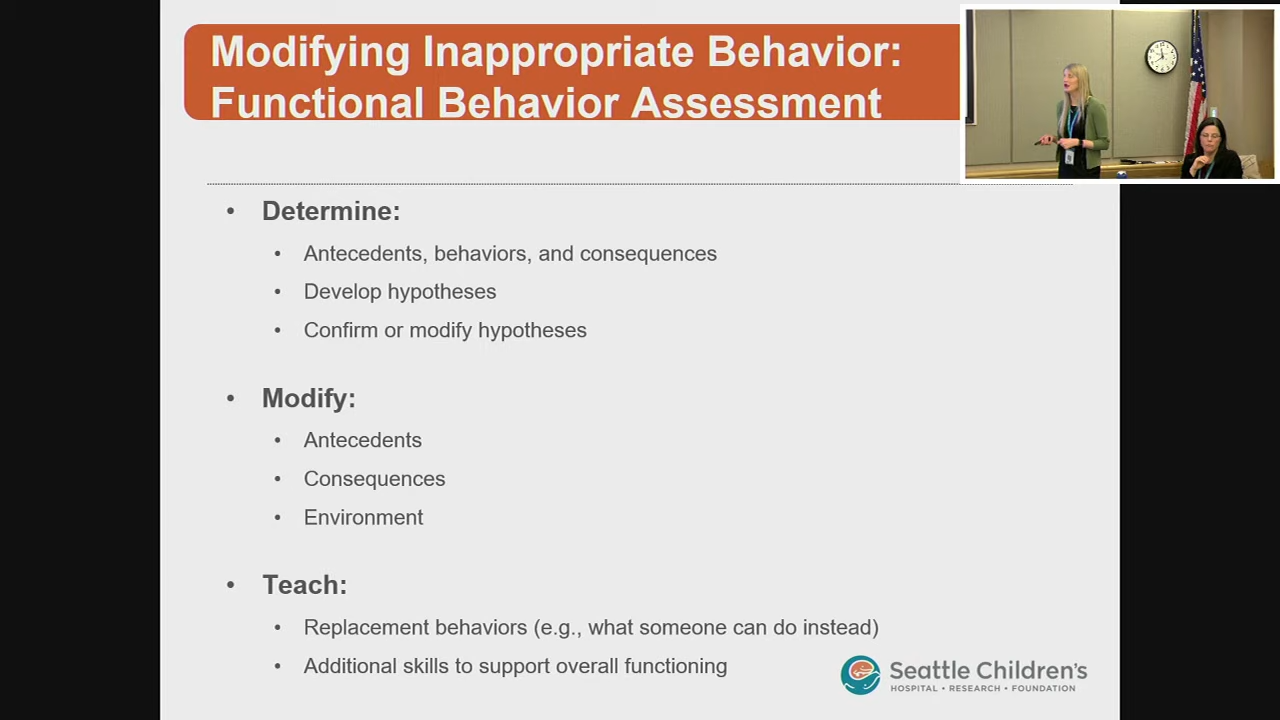 Modifying Inappropriate Behavior:
Functional Behavior Assessment
• Determine:
• Antecedents, behaviors, and consequences
• Develop hypotheses
• Confirm or modify hypotheses
• Modify:
• Antecedents
• Consequences
• Environment
• Teach:
• Replacement behaviors (e.g., what someone can do instead)
• Additional skills to support overall functioning
Seattle Children's
HOSPITAL • RESEARCH • FOUNDATION